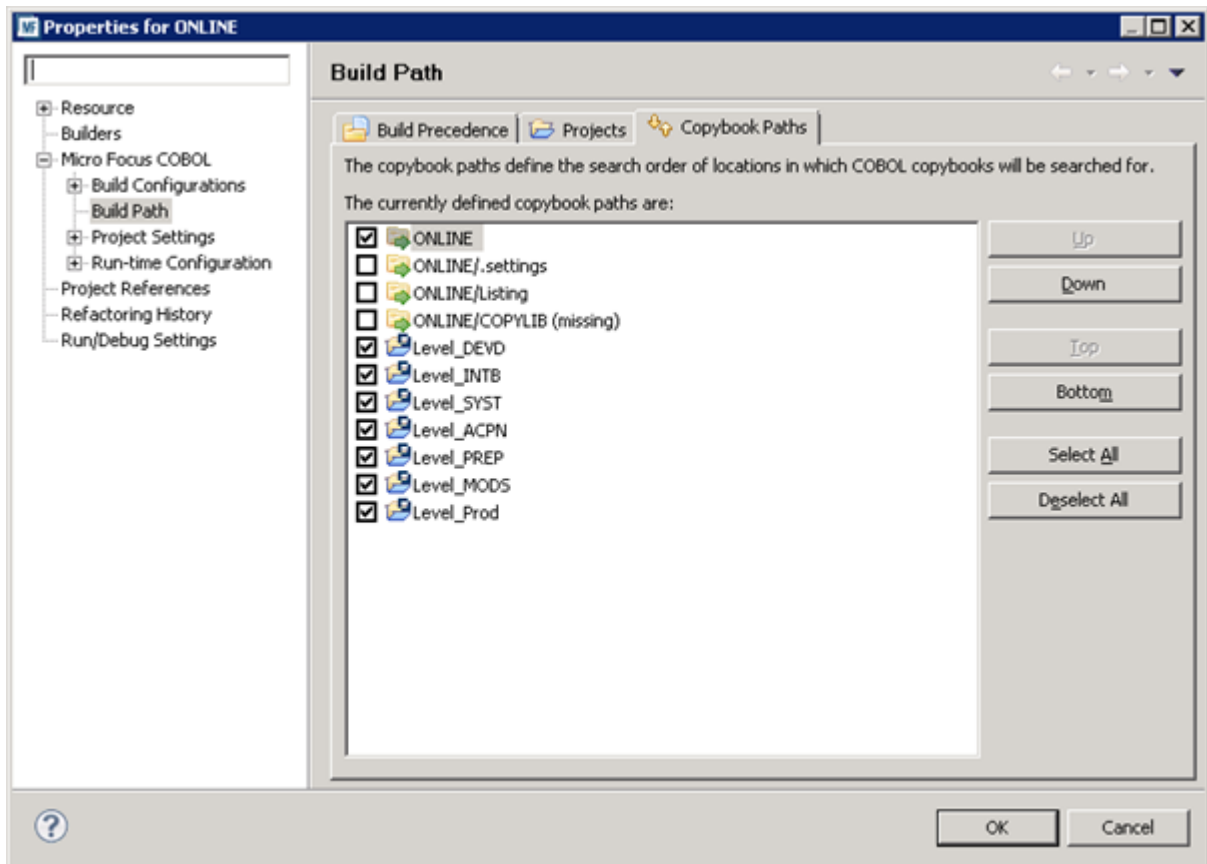 Properties for ONLINE
Build Path
Resource
Builders
Micro Focus COBOL
Build Configurations
Build Path
Project Settings
Run-time Configuration
Project References
Refactoring History
Run/Debug Settings
Build Precedence
Projects
Copybook Paths
The copybook paths define the search order of locations in which COBOL copybooks will be searched for.
The currently defined copybook paths are:
ONLINE
ONLINE/.settings
ONLINE/Listing
ONLINE/COPYLIB (missing)
Level_DEVD
Level_INTB
Level_SYST
Level_ACPN
Level_PREP
Level_MODS
Level_Prod
Up
Down
Top
Bottom
Select All
Deselect All
?
OK
Cancel